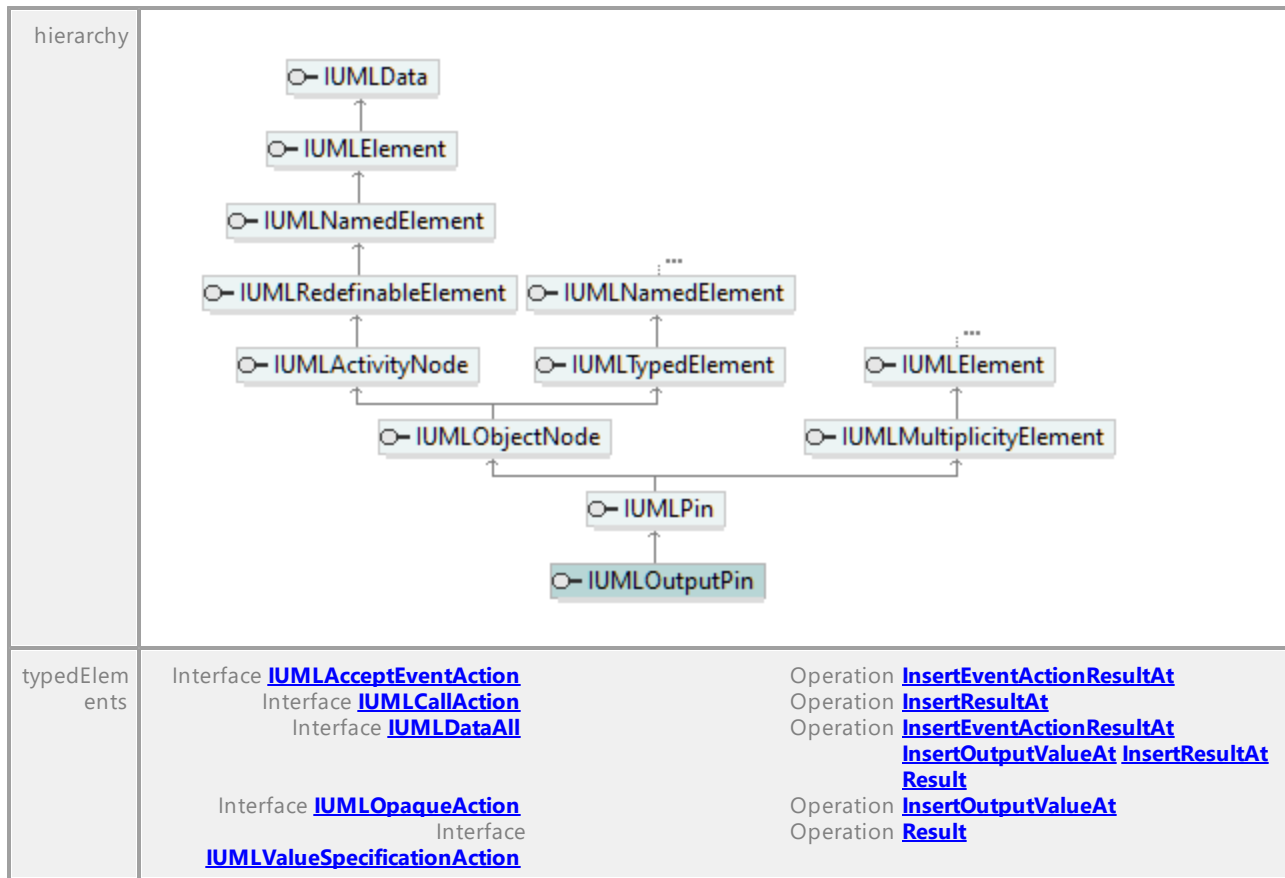 hierarchy
IUMLData
IUMLElement
IUMLNamedElement
...
IUMLRedefinableElement IUMLNamedElement
...
IUMLActivityNode IUMLTypedElement IUMLElement
IUMLObjectNode IUMLMultiplicityElement
IUMLPin
IUMLOutputPin
typedElem
ents
Interface IUMLAcceptEventAction Operation InsertEventActionResultAt
Interface IUMLCallAction Operation InsertResultAt
Interface IUMLDataAll Operation InsertEventActionResultAt
InsertOutputValueAt InsertResultAt
Result
Interface IUMLOpaqueAction Operation InsertOutputValueAt
Interface Operation Result
IUMLValueSpecificationAction